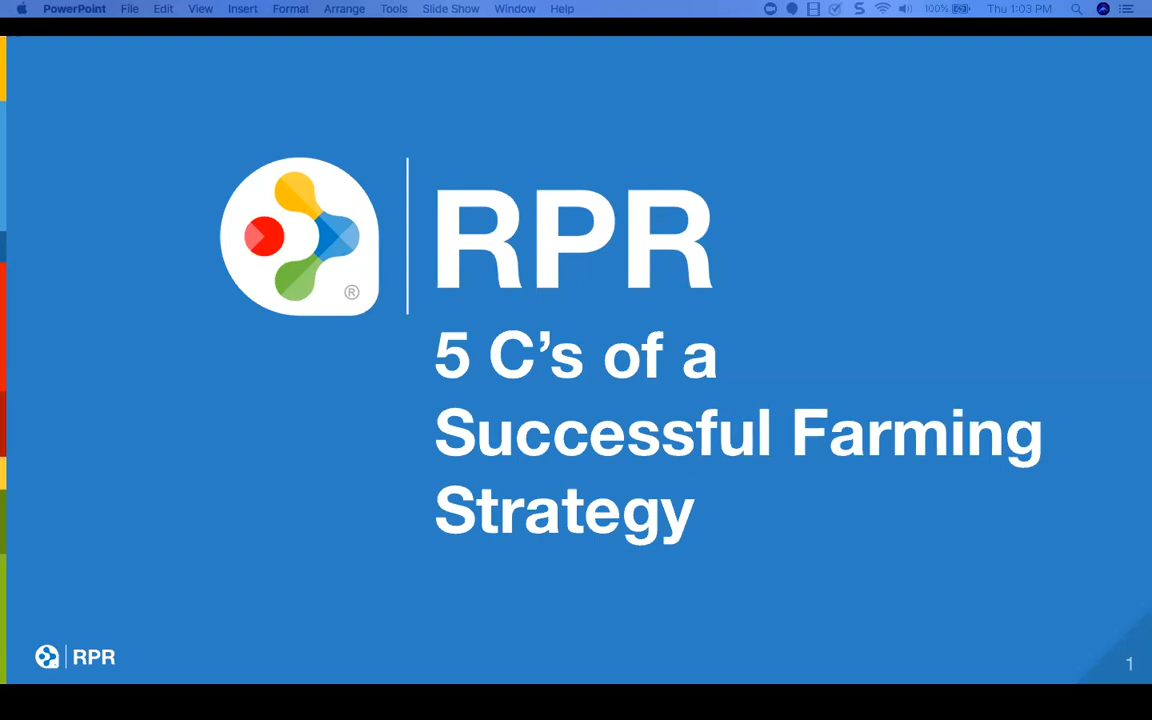 PowerPoint File Edit View Insert Format Arrange Tools Slide Show Window Help 100% Thu 1:03 PM
RPR
®
5 C’s of a
Successful Farming
Strategy
RPR
1